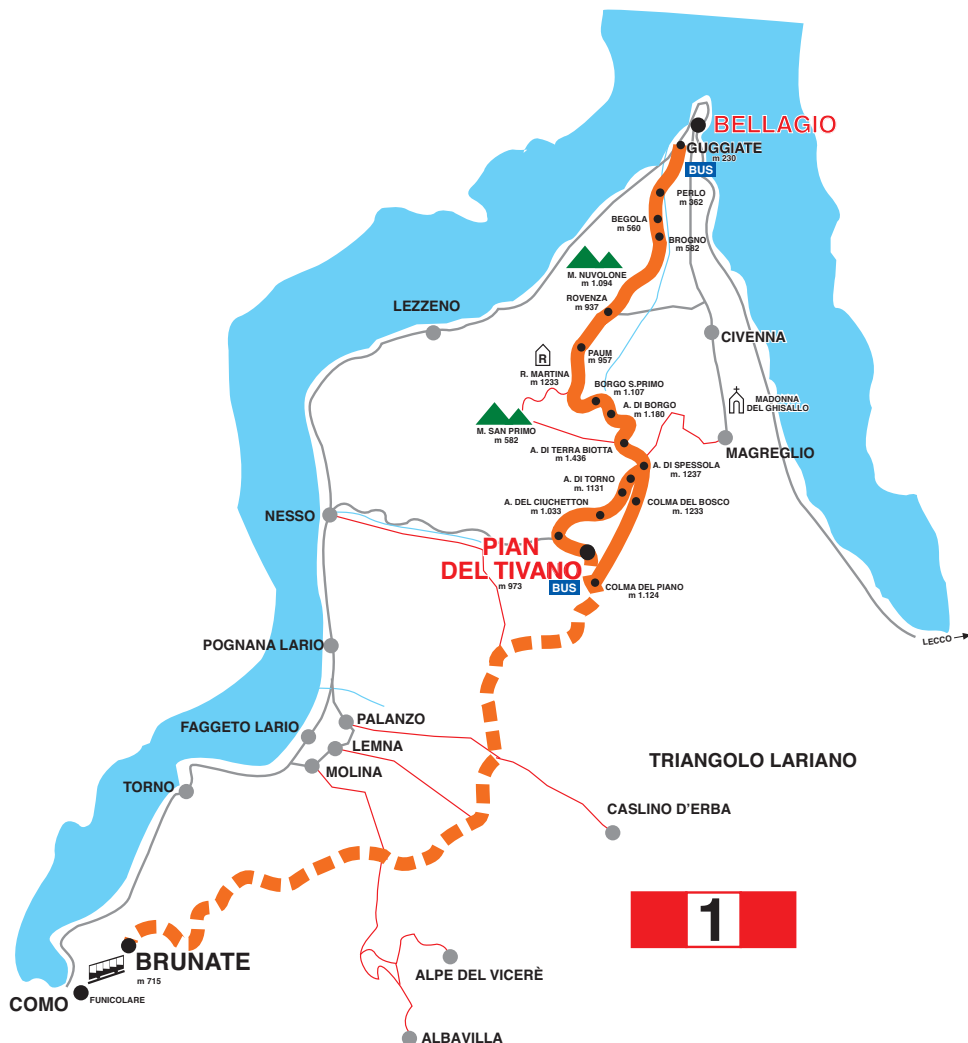 BELLAGIO
GUGGIATE
m 230
BUS
PERLO
m 362
BEGOLA
m 560
BROGNO
m 582
M. NUVOLONE
m 1.094
ROVENZA
m 937
LEZZENO
CIVENNA
PAUM
m 957
R
R. MARTINA
m 1233
BORGO S.PRIMO
m 1.107
A. DI BORGO
m 1.180
MADONNA
DEL GHISALLO
M. SAN PRIMO
m 582
A. DI TERRA BIOTTA
m 1.436
MAGREGLIO
A. DI SPESSOLA
m. 1237
A. DI TORNO
m. 1131
A. DEL CIUCHETTON
m 1.033
COLMA DEL BOSCO
m. 1233
NESSO
PIAN
DEL TIVANO
m 973
BUS
COLMA DEL PIANO
m 1.124
LECCO
POGNANA LARIO
PALANZO
FAGGETO LARIO
LEMNA
MOLINA
TRIANGOLO LARIANO
TORNO
CASLINO D'ERBA
1
BRUNATE
m 715
ALPE DEL VICERÈ
COMO
FUNICOLARE
ALBAVILLA